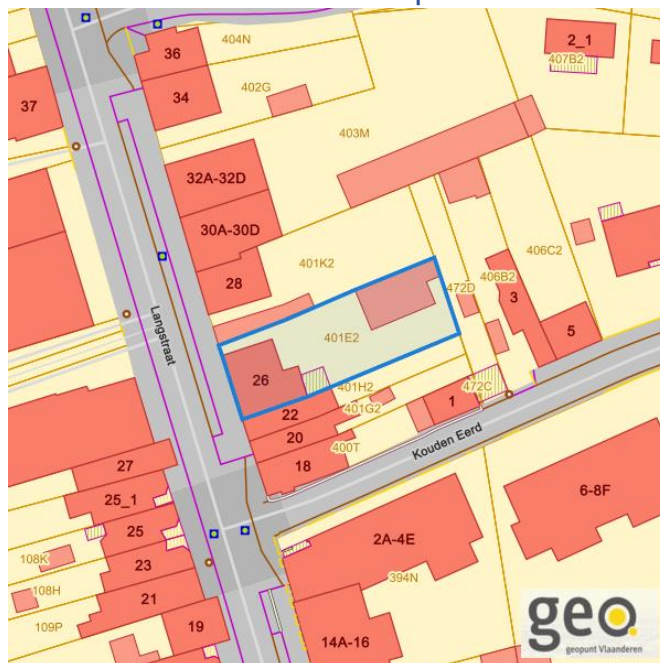 36
404N
2_1
407B2
37
34
402G
403M
32A-32D
30A-30D
401K2
406C2
28
472D
406B2
3
Langstraat
401E2
5
26
401H2
472C
22
401G2
1
20
400T
18
Kouden Eerd
27
25_1
6-8F
25
2A-4E
108K
23
394N
108H
21
109P
19
14A-16
geo
geopunt Vlaanderen